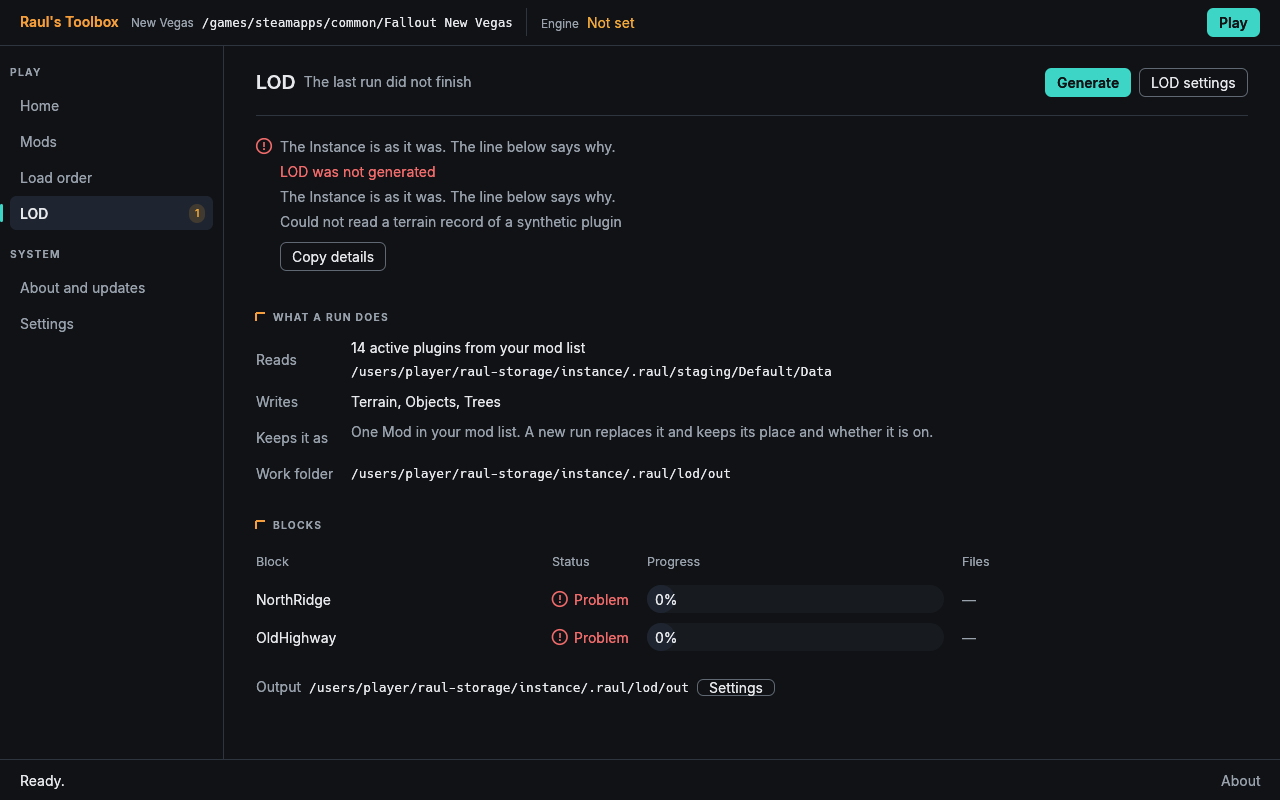 Raul's Toolbox New Vegas /games/steamapps/common/Fallout New Vegas Engine Not set Play
PLAY
Home
Mods
Load order
LOD 1
SYSTEM
About and updates
Settings
LOD The last run did not finish Generate LOD settings
The Instance is as it was. The line below says why.
LOD was not generated
The Instance is as it was. The line below says why.
Could not read a terrain record of a synthetic plugin
Copy details
WHAT A RUN DOES
Reads 14 active plugins from your mod list
/users/player/raul-storage/instance/.raul/staging/Default/Data
Writes Terrain, Objects, Trees
Keeps it as One Mod in your mod list. A new run replaces it and keeps its place and whether it is on.
Work folder /users/player/raul-storage/instance/.raul/lod/out
BLOCKS
Block Status Progress Files
NorthRidge Problem 0% —
OldHighway Problem 0% —
Output /users/player/raul-storage/instance/.raul/lod/out Settings
Ready. About